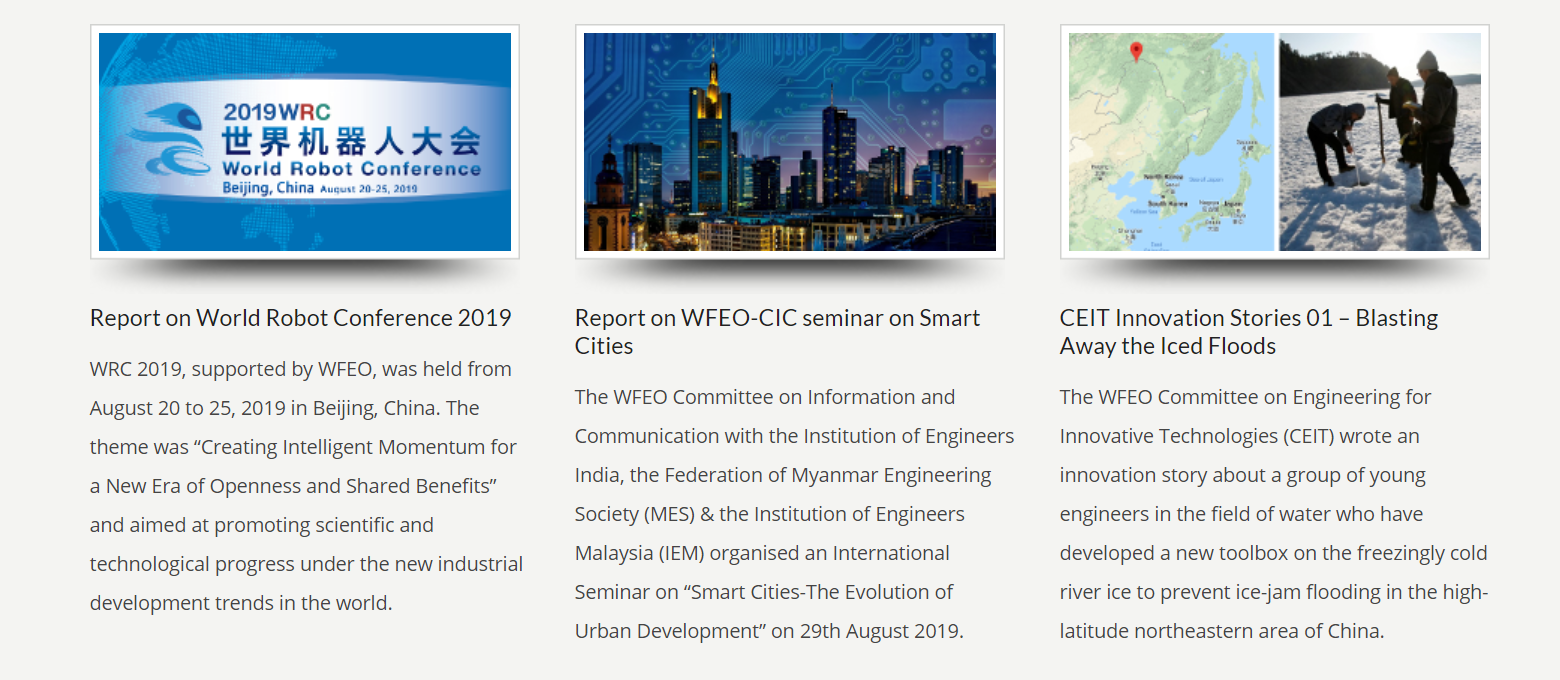 2019WRC
世界机器人大会
World Robot Conference
Beijing, China August 20-25, 2019
North Korea
Seoul
South Korea
Sea of Japan
Japan
Report on World Robot Conference 2019
WRC 2019, supported by WFEO, was held from
August 20 to 25, 2019 in Beijing, China. The
theme was “Creating Intelligent Momentum for
a New Era of Openness and Shared Benefits”
and aimed at promoting scientific and
technological progress under the new industrial
development trends in the world.
Report on WFEO-CIC seminar on Smart
Cities
The WFEO Committee on Information and
Communication with the Institution of Engineers
India, the Federation of Myanmar Engineering
Society (MES) & the Institution of Engineers
Malaysia (IEM) organised an International
Seminar on “Smart Cities-The Evolution of
Urban Development” on 29th August 2019.
CEIT Innovation Stories 01 – Blasting
Away the Iced Floods
The WFEO Committee on Engineering for
Innovative Technologies (CEIT) wrote an
innovation story about a group of young
engineers in the field of water who have
developed a new toolbox on the freezingly cold
river ice to prevent ice-jam flooding in the high-
latitude northeastern area of China.